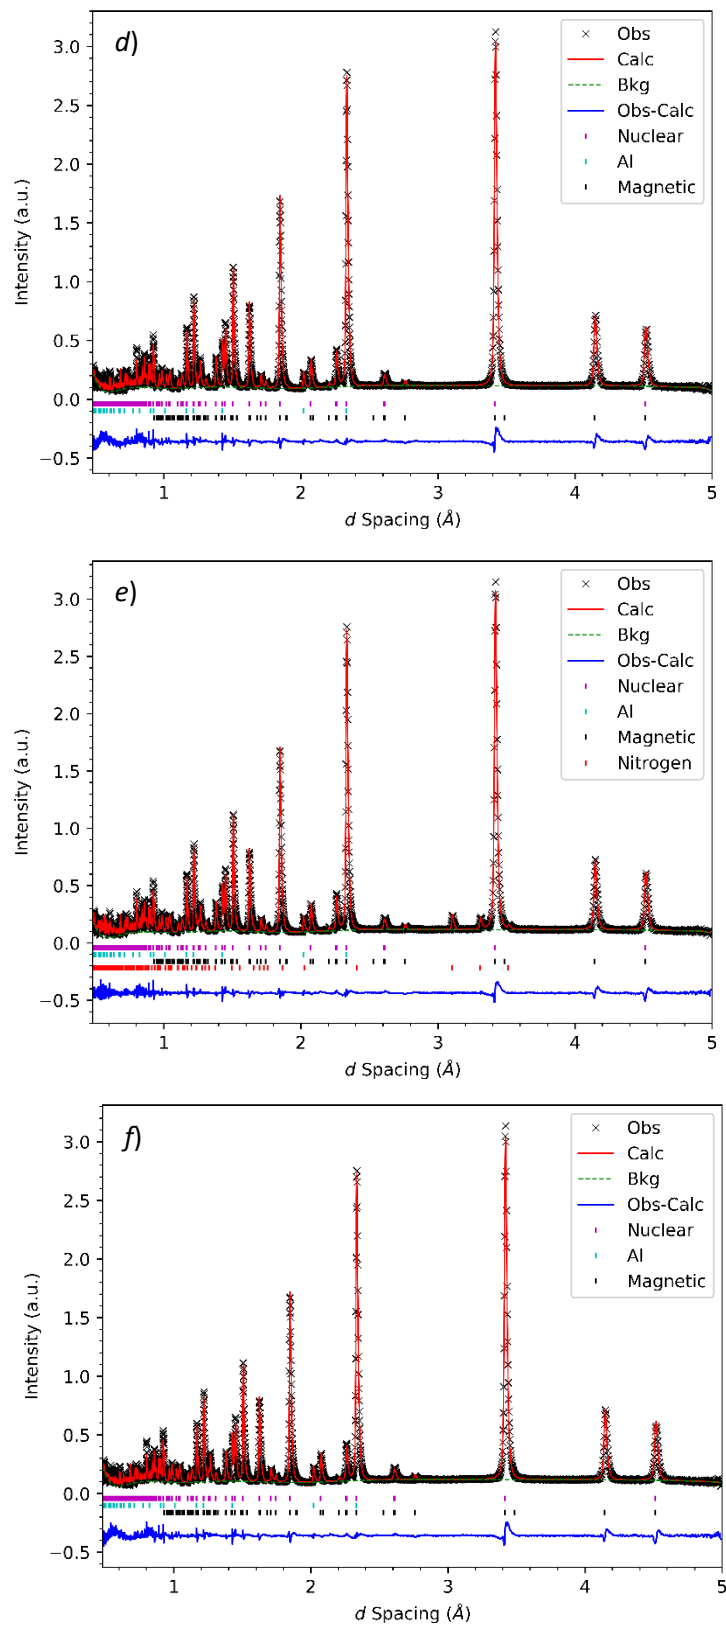 d)
Obs
Calc
Bkg
Obs-Calc
Nuclear
Al
Magnetic
3.0
2.5
2.0
1.5
1.0
0.5
0.0
−0.5
Intensity (a.u.)
1 2 3 4 5
d Spacing (Å)
e)
Obs
Calc
Bkg
Obs-Calc
Nuclear
Al
Magnetic
Nitrogen
3.0
2.5
2.0
1.5
1.0
0.5
0.0
−0.5
Intensity (a.u.)
1 2 3 4 5
d Spacing (Å)
f)
Obs
Calc
Bkg
Obs-Calc
Nuclear
Al
Magnetic
3.0
2.5
2.0
1.5
1.0
0.5
0.0
−0.5
Intensity (a.u.)
1 2 3 4 5
d Spacing (Å)